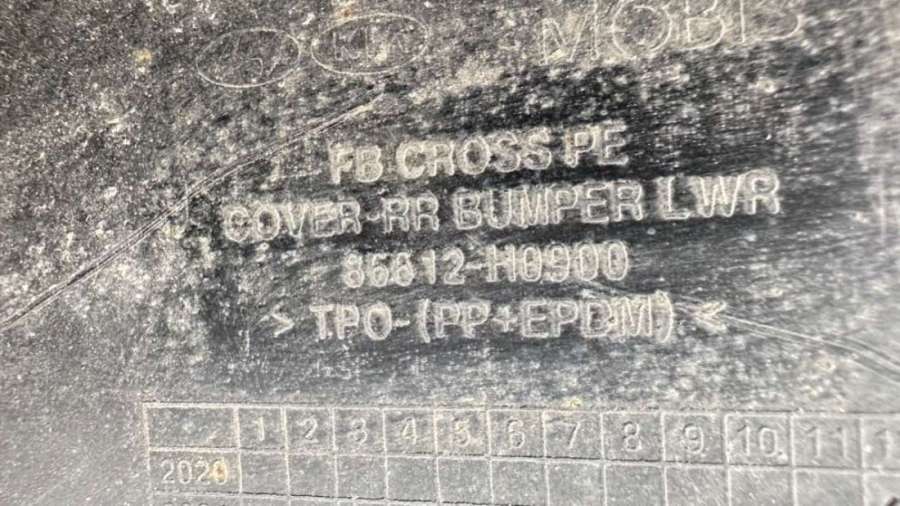 KIA MOBIS
FB CROSS PE
COVER-RR BUMPER LWR
86612-H0900
> TPO-(PP+EPDM) <
1 2 3 4 5 6 7 8 9 10 11
2020